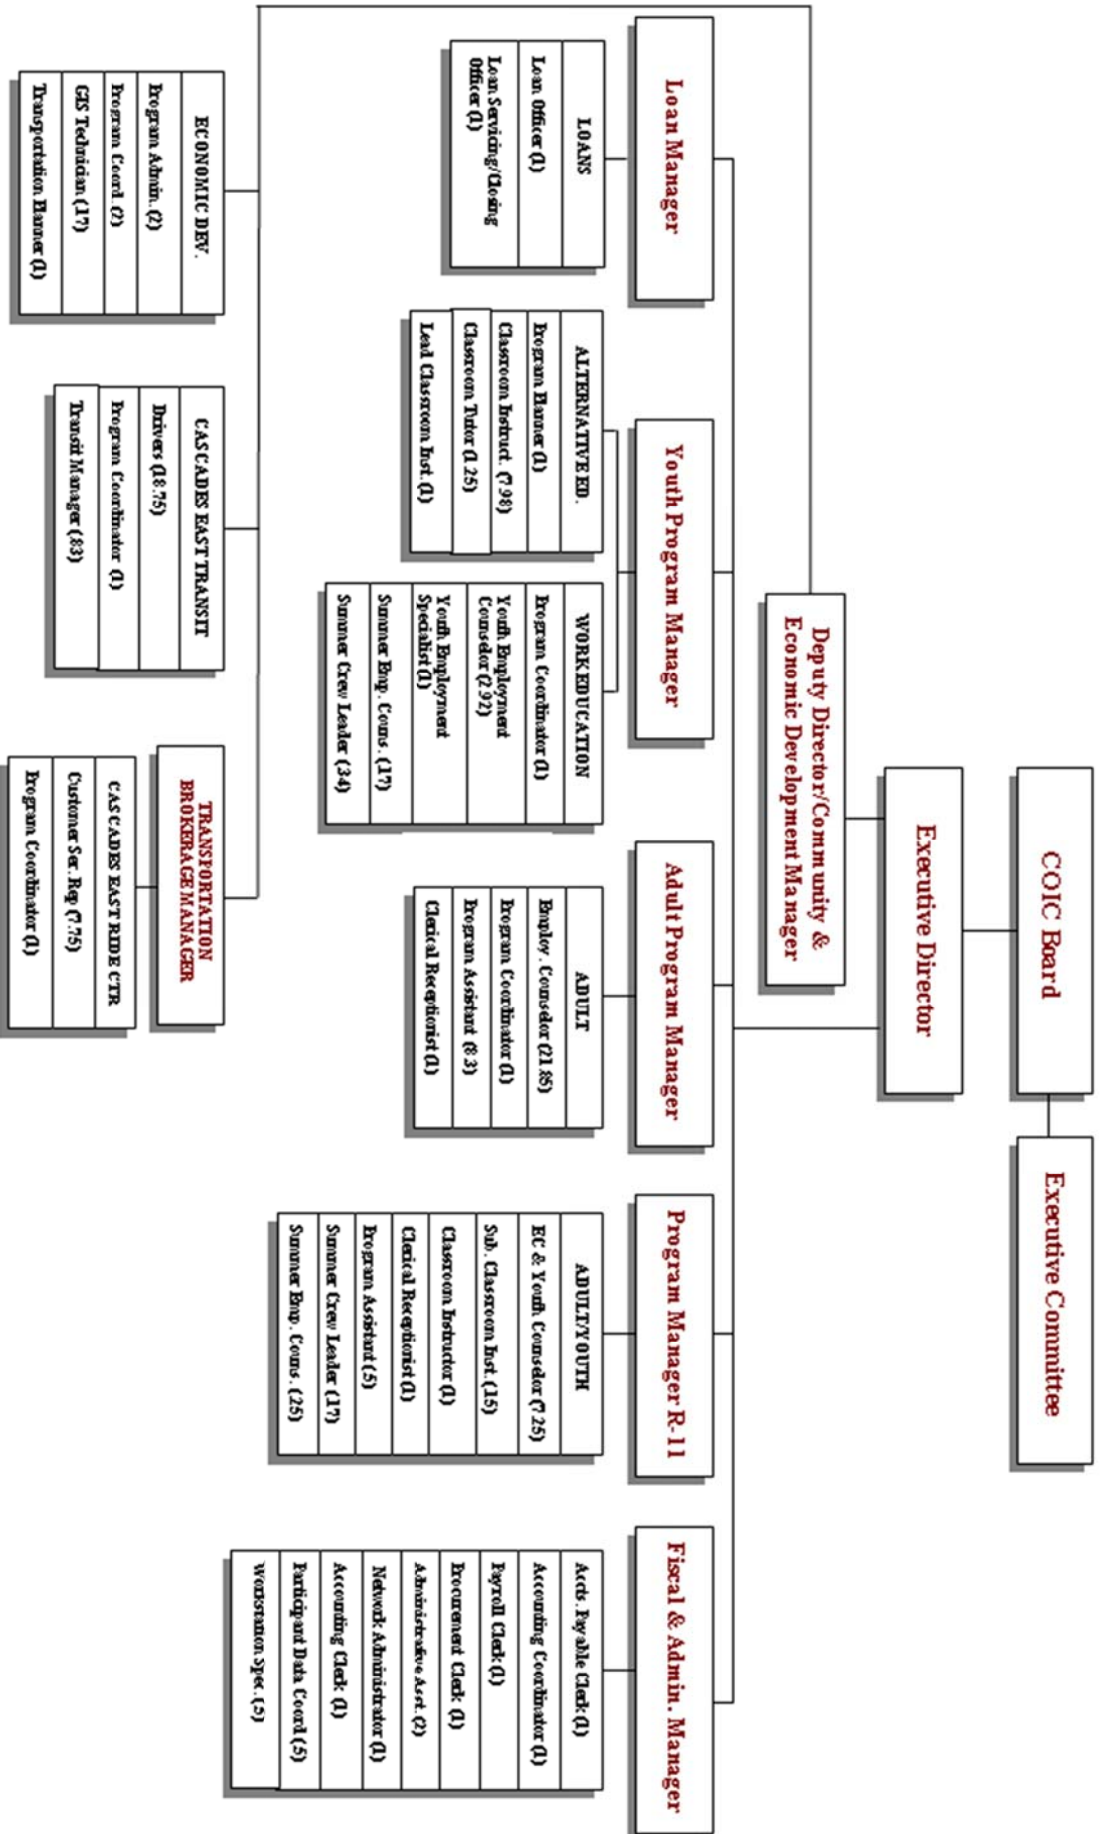 COIC Board
Executive Committee
Executive Director
Deputy Director/Community &
Economic Development Manager
Loan Manager
Youth Program Manager
Adult Program Manager
Program Manager R-11
Fiscal & Admin. Manager
LOANS
Loan Officer (1)
Loan Servicing/Closing
Officer (1)
ALTERNATIVE ED.
Program Planner (1)
Classroom Instruct. (7.98)
Classroom Tutor (1.25)
Lead Classroom Inst. (1)
WORK EDUCATION
Program Coordinator (1)
Youth Employment
Counselor (2.92)
Youth Employment
Specialist (1)
Summer Emp. Couns. (.17)
Summer Crew Leader (.34)
ADULT
Employ. Counselor (21.85)
Program Coordinator (1)
Program Assistant (8.3)
Clerical Receptionist (1)
ADULT/YOUTH
EC & Youth Counselor (7.25)
Sub. Classroom Inst. (.15)
Classroom Instructor (1)
Clerical Receptionist (1)
Program Assistant (.5)
Summer Crew Leader (.17)
Summer Emp. Couns. (.25)
Accts. Payable Clerk (1)
Accounting Coordinator (1)
Payroll Clerk (1)
Procurement Clerk (1)
Administrative Asst. (2)
Network Administrator (1)
Accounting Clerk (1)
Participant Data Coord (.5)
Workstation Spec. (.5)
ECONOMIC DEV.
Program Admin. (2)
Program Coord. (2)
GIS Technician (.17)
Transportation Planner (1)
CASCADES EAST TRANSIT
Drivers (18.75)
Program Coordinator (1)
Transit Manager (.83)
TRANSPORTATION
BROKERAGE MANAGER
CASCADES EAST RIDE CTR
Customer Ser. Rep (7.75)
Program Coordinator (1)